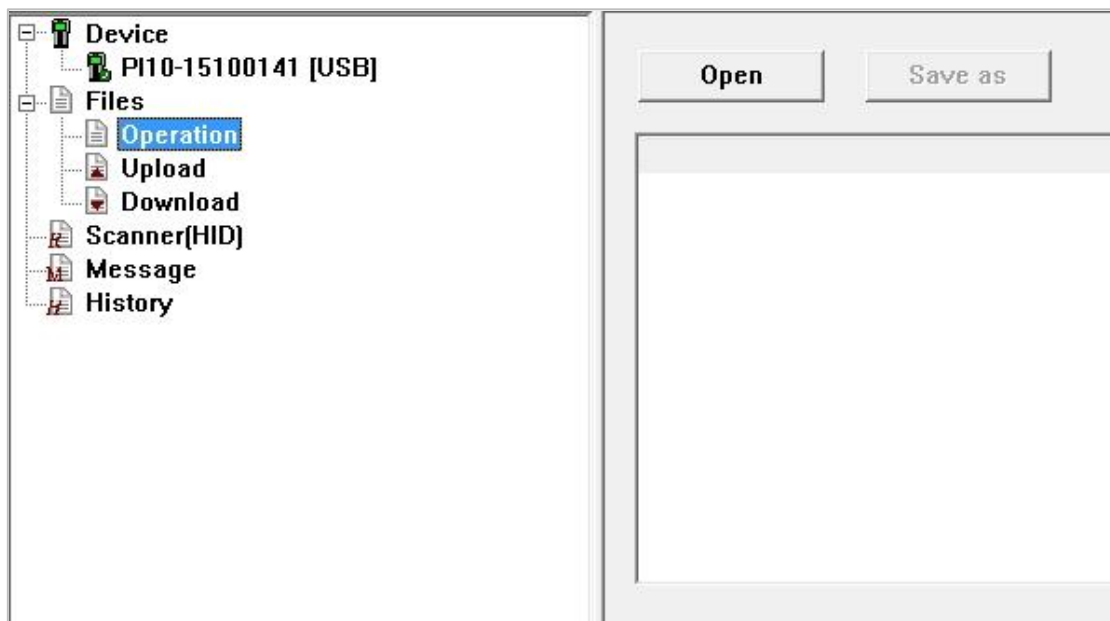 Device
PI10-15100141 [USB]
Files
Operation
Upload
Download
Scanner(HID)
Message
History
Open
Save as